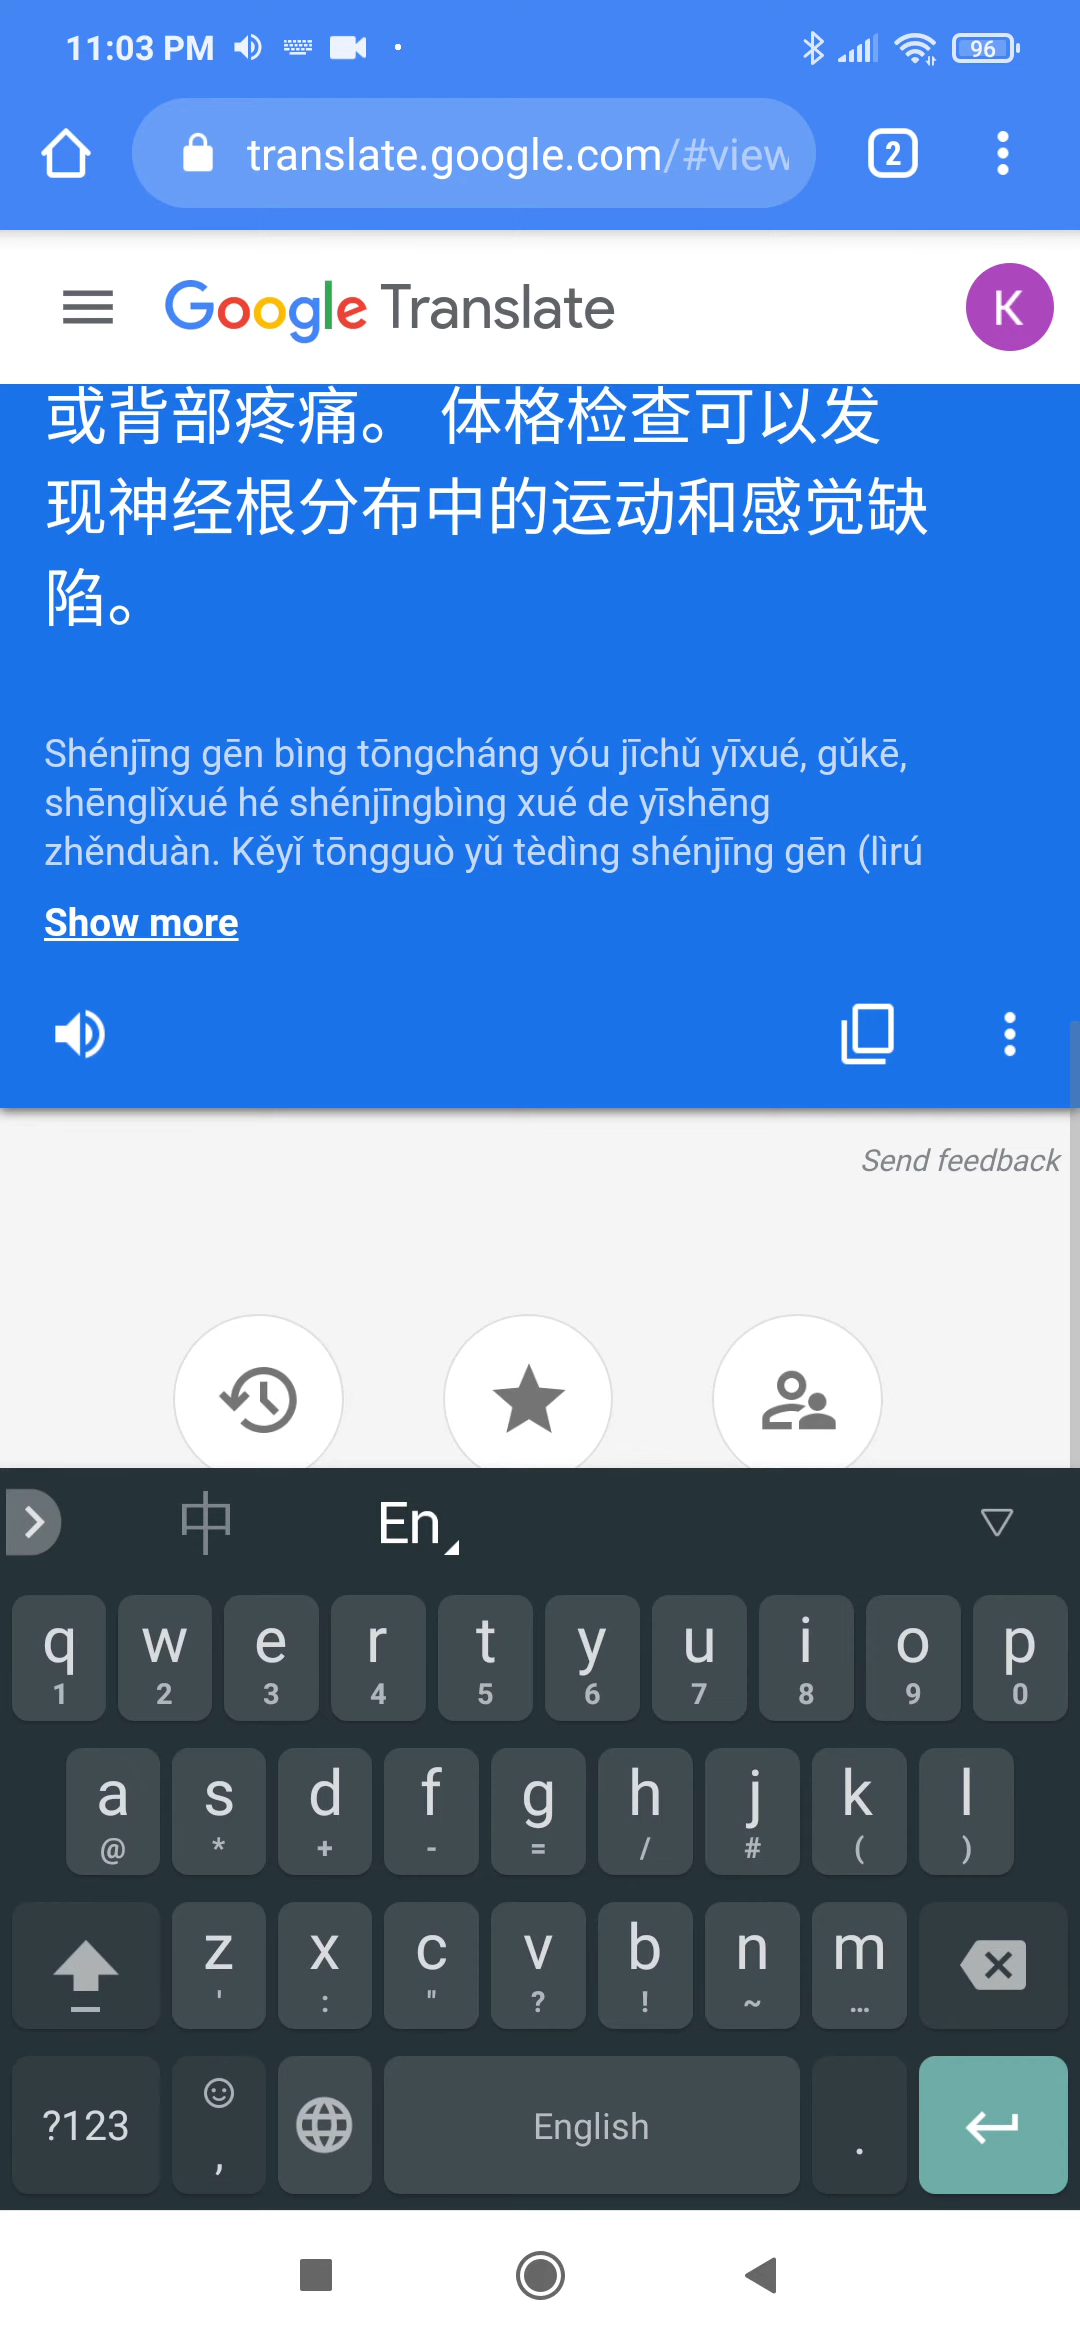 11:03 PM
96
translate.google.com/#view
2
Google Translate
K
或背部疼痛。 体格检查可以发
现神经根分布中的运动和感觉缺
陷。
Shénjīng gēn bìng tōngcháng yóu jīchǔ yīxué, gǔkē,
shēnglǐxué hé shénjīngbìng xué de yīshēng
zhěnduàn. Kěyǐ tōngguò yǔ tèdìng shénjīng gēn (lìrú
Show more
Send feedback
中 En
q w e r t y u i o p
1 2 3 4 5 6 7 8 9 0
a s d f g h j k l
@ * + - = / # ( )
z x c v b n m
' : " ? ! ~ …
?123 , English .